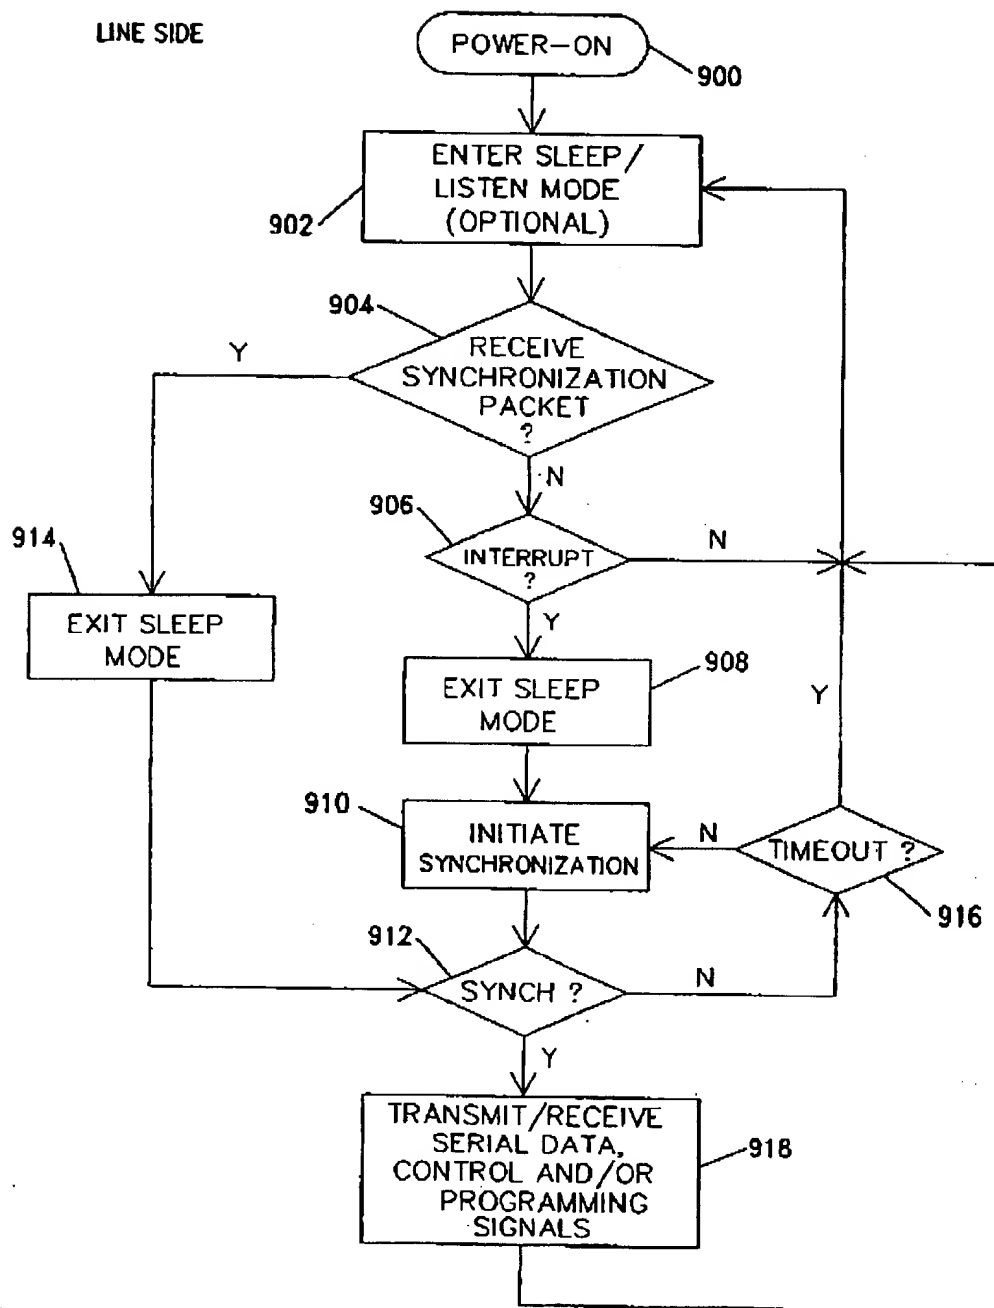 LINE SIDE
POWER-ON
900
ENTER SLEEP/
LISTEN MODE
(OPTIONAL)
902
904
RECEIVE
SYNCHRONIZATION
PACKET
?
Y
N
906
INTERRUPT
?
N
Y
914
EXIT SLEEP
MODE
908
EXIT SLEEP
MODE
Y
910
INITIATE
SYNCHRONIZATION
N
TIMEOUT ?
916
912
SYNCH ?
N
Y
TRANSMIT/RECEIVE
SERIAL DATA,
CONTROL AND/OR
PROGRAMMING
SIGNALS
918